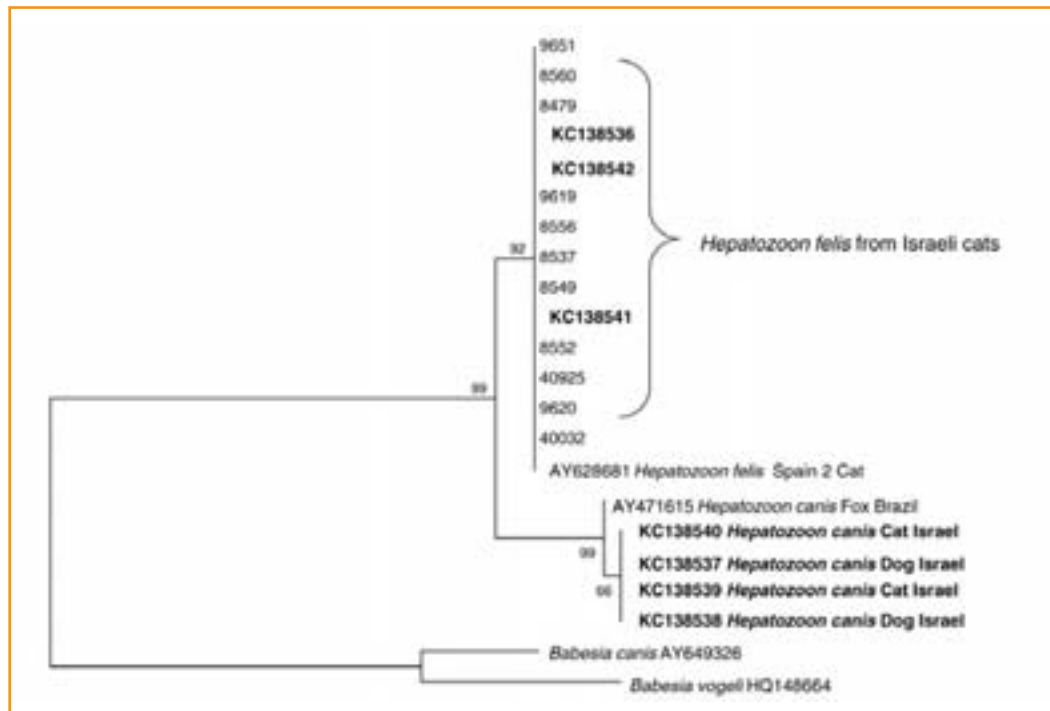 9651
8560
8479
KC138536
KC138542
9619
8556
92
8537
Hepatozoon felis from Israeli cats
8549
KC138541
8552
40925
99
9620
40032
AY628681 Hepatozoon felis Spain 2 Cat
AY471615 Hepatozoon canis Fox Brazil
KC138540 Hepatozoon canis Cat Israel
99
KC138537 Hepatozoon canis Dog Israel
66
KC138539 Hepatozoon canis Cat Israel
KC138538 Hepatozoon canis Dog Israel
Babesia canis AY649326
Babesia vogeli HQ148664